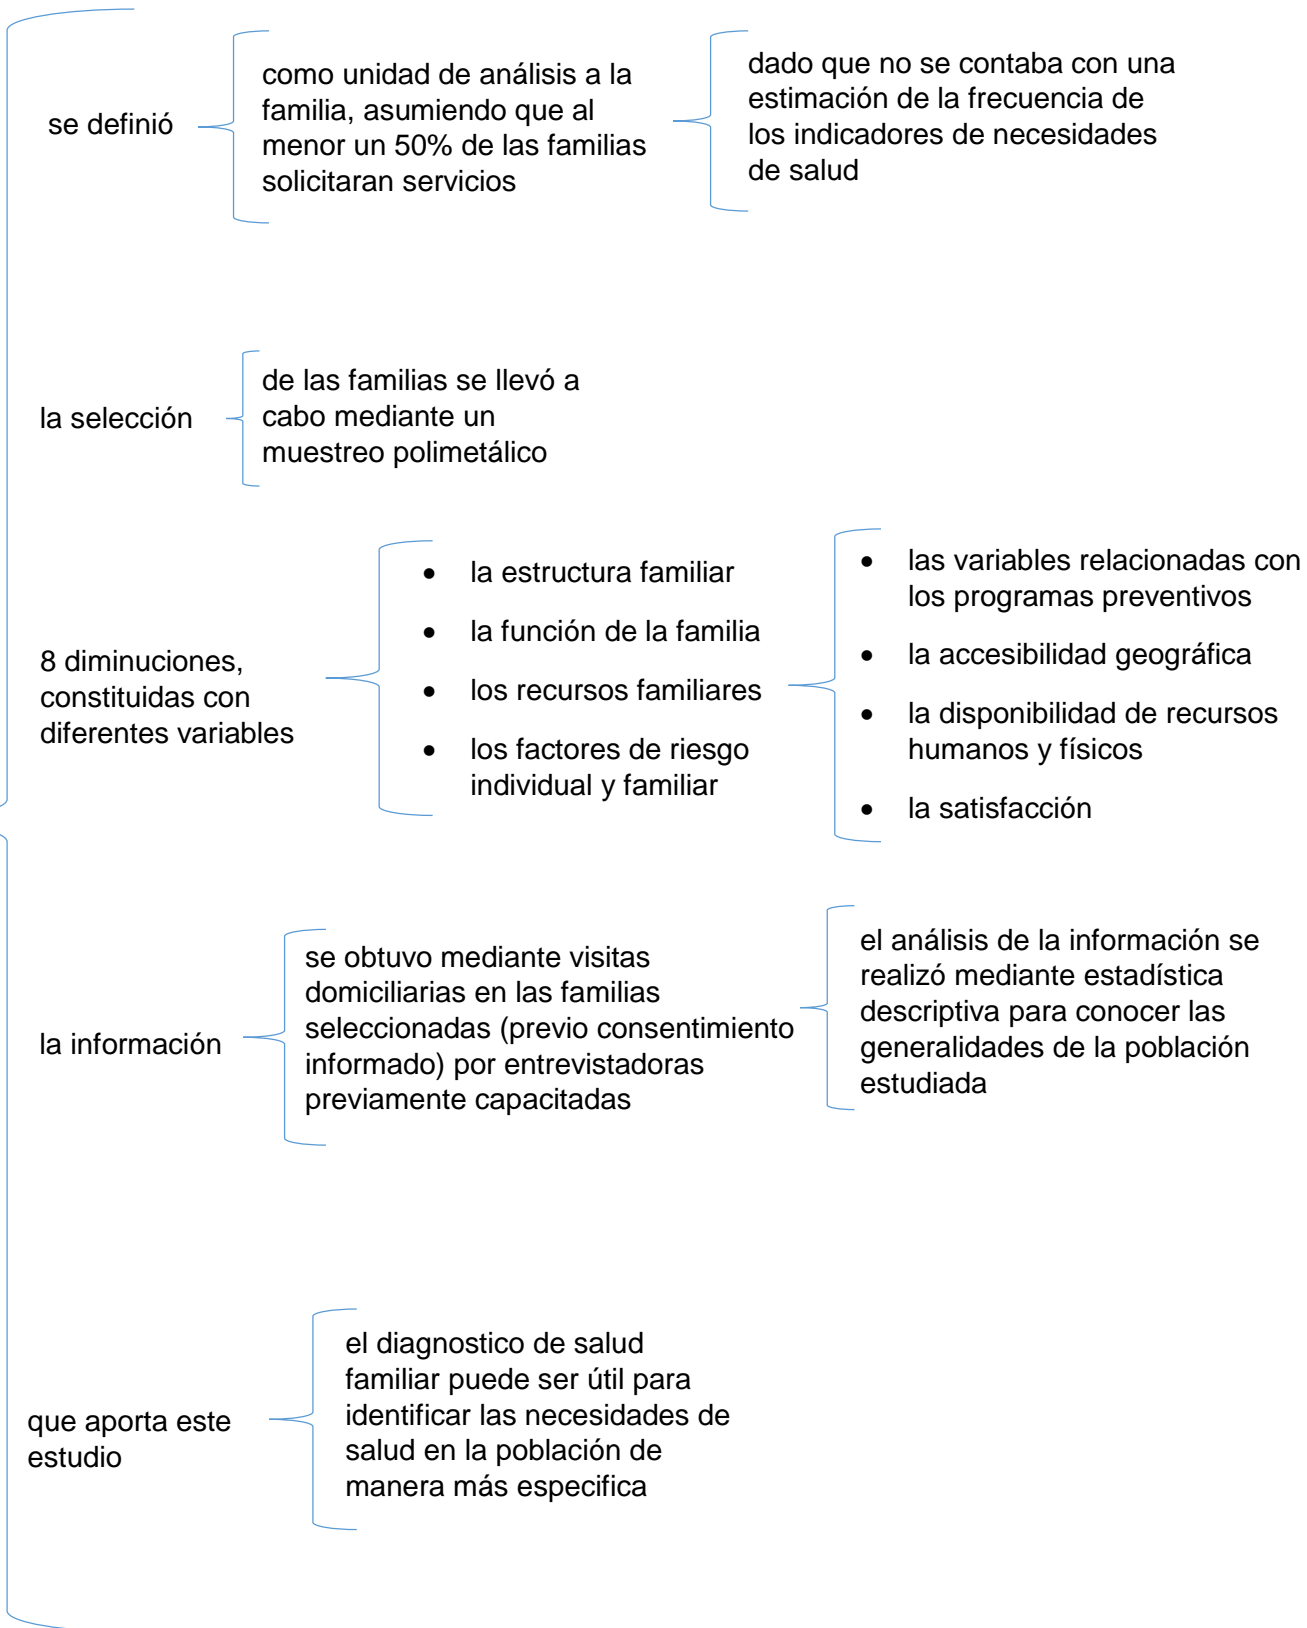 se definió
como unidad de análisis a la
familia, asumiendo que al
menor un 50% de las familias
solicitaran servicios
dado que no se contaba con una
estimación de la frecuencia de
los indicadores de necesidades
de salud
la selección
de las familias se llevó a
cabo mediante un
muestreo polimetálico
8 diminuciones,
constituidas con
diferentes variables
• la estructura familiar
• la función de la familia
• los recursos familiares
• los factores de riesgo
individual y familiar
• las variables relacionadas con
los programas preventivos
• la accesibilidad geográfica
• la disponibilidad de recursos
humanos y físicos
• la satisfacción
la información
se obtuvo mediante visitas
domiciliarias en las familias
seleccionadas (previo consentimiento
informado) por entrevistadoras
previamente capacitadas
el análisis de la información se
realizó mediante estadística
descriptiva para conocer las
generalidades de la población
estudiada
que aporta este
estudio
el diagnostico de salud
familiar puede ser útil para
identificar las necesidades de
salud en la población de
manera más especifica